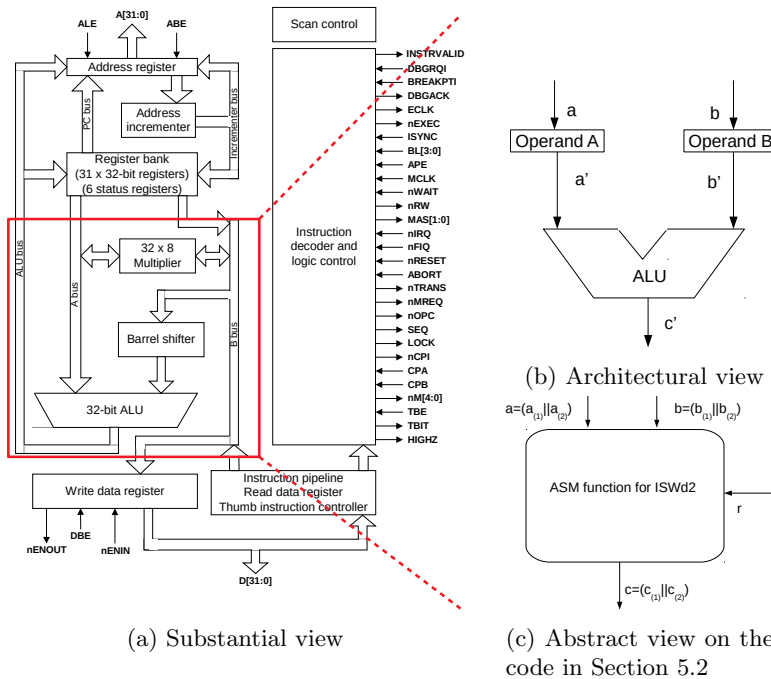 ALE
A[31:0]
ABE
Address register
PC bus
Address
incrementer
Incrementer bus
Register bank
(31 x 32-bit registers)
(6 status registers)
ALU bus
A bus
32 x 8
Multiplier
B bus
Barrel shifter
32-bit ALU
Write data register
Instruction pipeline
Read data register
Thumb instruction controller
nENOUT
DBE
nENIN
D[31:0]
Scan control
Instruction
decoder and
logic control
INSTRVALID
DBGRQI
BREAKPTI
DBGACK
ECLK
nEXEC
ISYNC
BL[3:0]
APE
MCLK
nWAIT
nRW
MAS[1:0]
nIRQ
nFIQ
nRESET
ABORT
nTRANS
nMREQ
nOPC
SEQ
LOCK
nCPI
CPA
CPB
nM[4:0]
TBE
TBIT
HIGHZ
(a) Substantial view
a
b
Operand A
Operand B
a'
b'
ALU
c'
(b) Architectural view
a=(a(1)||a(2))
b=(b(1)||b(2))
ASM function for ISWd2
r
c=(c(1)||c(2))
(c) Abstract view on the
code in Section 5.2